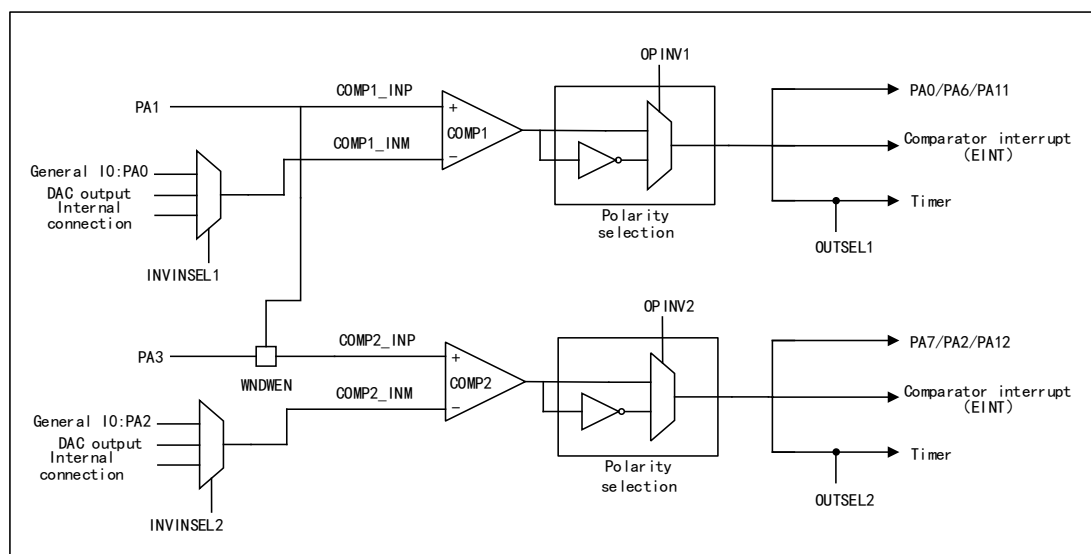 OPINV1
PA1
COMP1_INP
+
COMP1
COMP1_INM
−
General IO:PA0
DAC output
Internal
connection
INVINSEL1
Polarity
selection
PA0/PA6/PA11
Comparator interrupt
(EINT)
Timer
OUTSEL1
OPINV2
PA3
WNDWEN
COMP2_INP
+
COMP2
COMP2_INM
−
General IO:PA2
DAC output
Internal
connection
INVINSEL2
Polarity
selection
PA7/PA2/PA12
Comparator interrupt
(EINT)
Timer
OUTSEL2